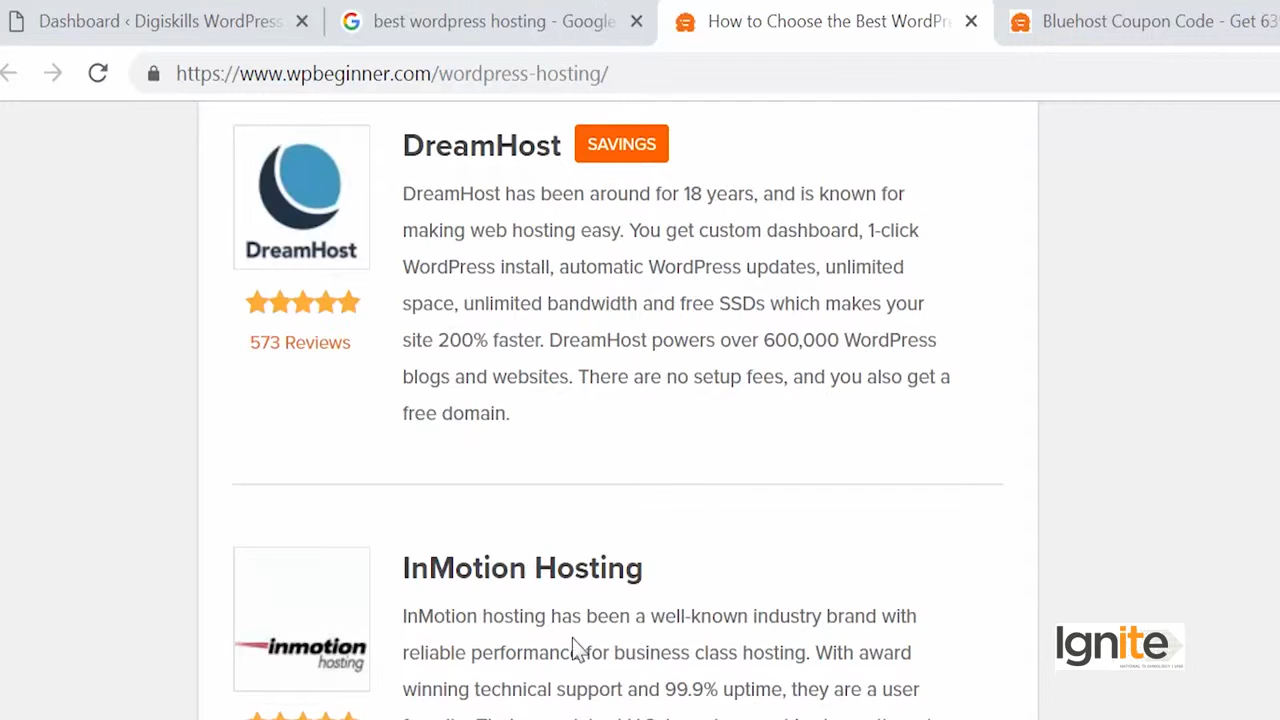 Dashboard ‹ Digiskills WordPress
best wordpress hosting - Google
How to Choose the Best WordPr
Bluehost Coupon Code - Get 63
https://www.wpbeginner.com/wordpress-hosting/
DreamHost
SAVINGS
DreamHost has been around for 18 years, and is known for
making web hosting easy. You get custom dashboard, 1-click
WordPress install, automatic WordPress updates, unlimited
space, unlimited bandwidth and free SSDs which makes your
site 200% faster. DreamHost powers over 600,000 WordPress
blogs and websites. There are no setup fees, and you also get a
free domain.
DreamHost
573 Reviews
InMotion Hosting
InMotion hosting has been a well-known industry brand with
reliable performance for business class hosting. With award
winning technical support and 99.9% uptime, they are a user
inmotion
hosting
Ignite